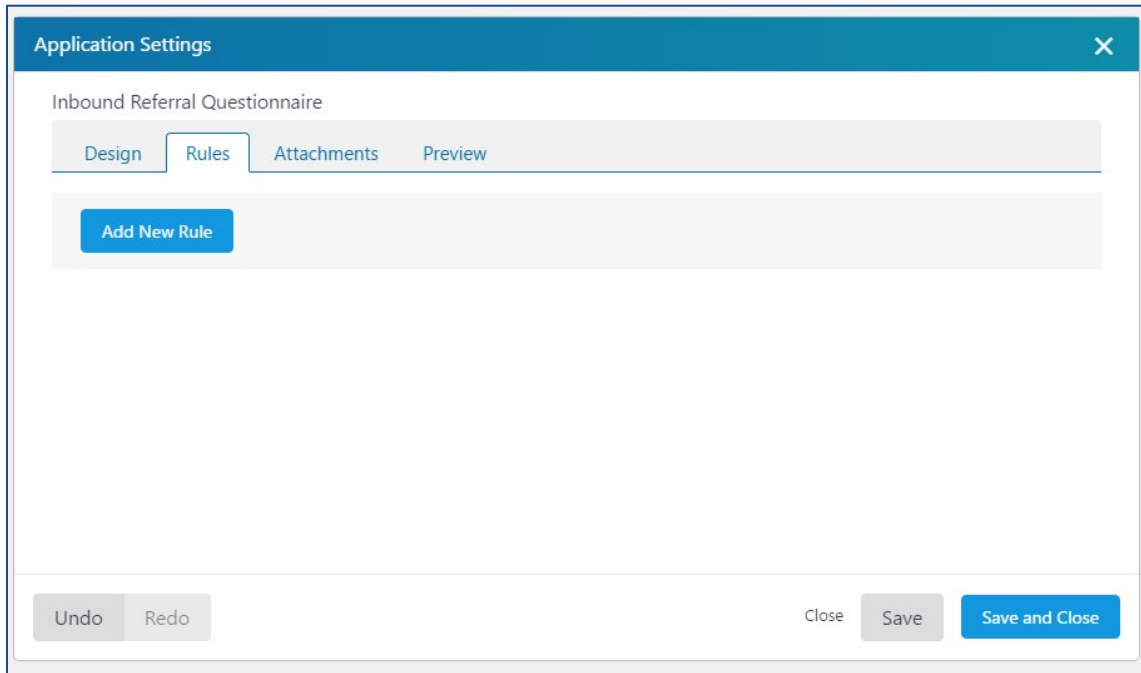 Application Settings
Inbound Referral Questionnaire
Design Rules Attachments Preview
Add New Rule
Undo Redo Close Save Save and Close